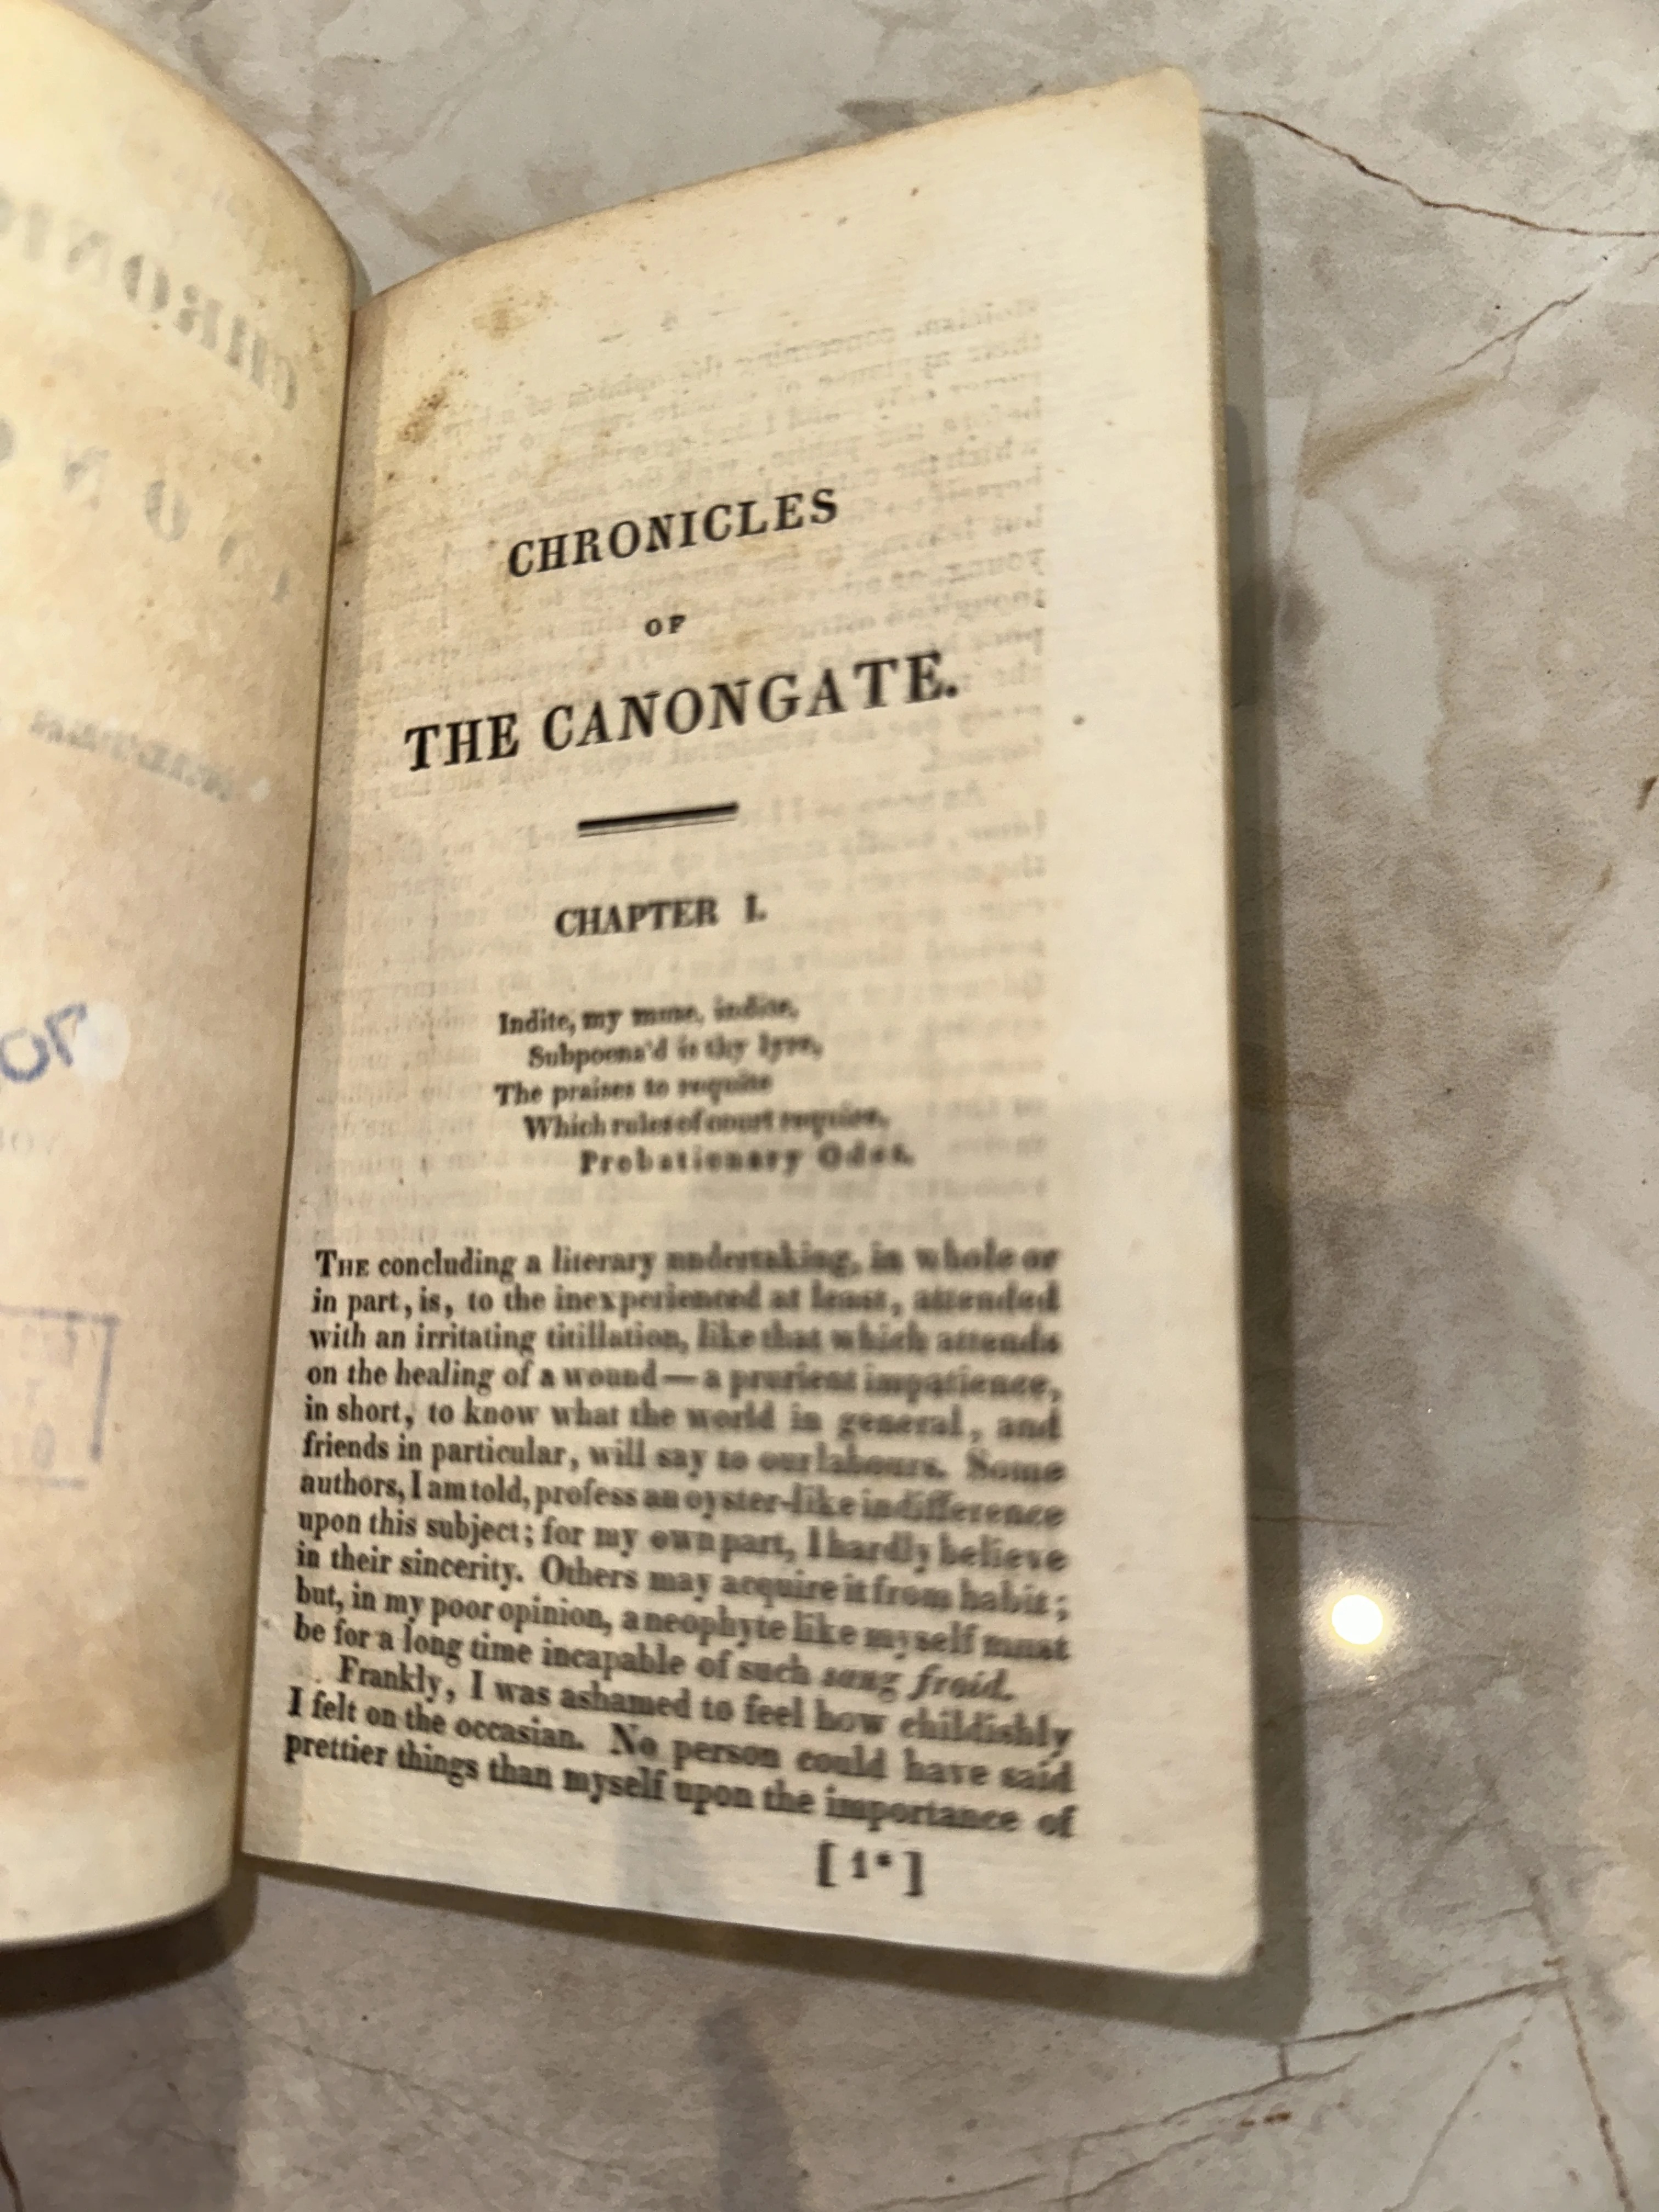 CHRONICLES
OF
THE CANONGATE.
CHAPTER I.
Indite, my muse, indite,
Subpoena'd is thy lyre,
The praises to requite
Which rules of court require.
Probationary Odes.
THE concluding a literary undertaking, in whole or
in part, is, to the inexperienced at least, attended
with an irritating titillation, like that which attends
on the healing of a wound—a prurient impatience,
in short, to know what the world in general, and
friends in particular, will say to our labours. Some
authors, I am told, profess an oyster-like indifference
upon this subject; for my own part, I hardly believe
in their sincerity. Others may acquire it from habit;
but, in my poor opinion, a neophyte like myself must
be for a long time incapable of such sang froid.
Frankly, I was ashamed to feel how childishly
I felt on the occasian. No person could have said
prettier things than myself upon the importance of
[1*]